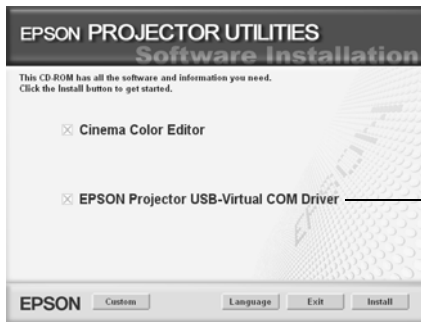 EPSON PROJECTOR UTILITIES
Software Installation
This CD-ROM has all the software and information you need.
Click the Install button to get started.
Cinema Color Editor
EPSON Projector USB-Virtual COM Driver
EPSON
EPSON Custom Language Exit Install